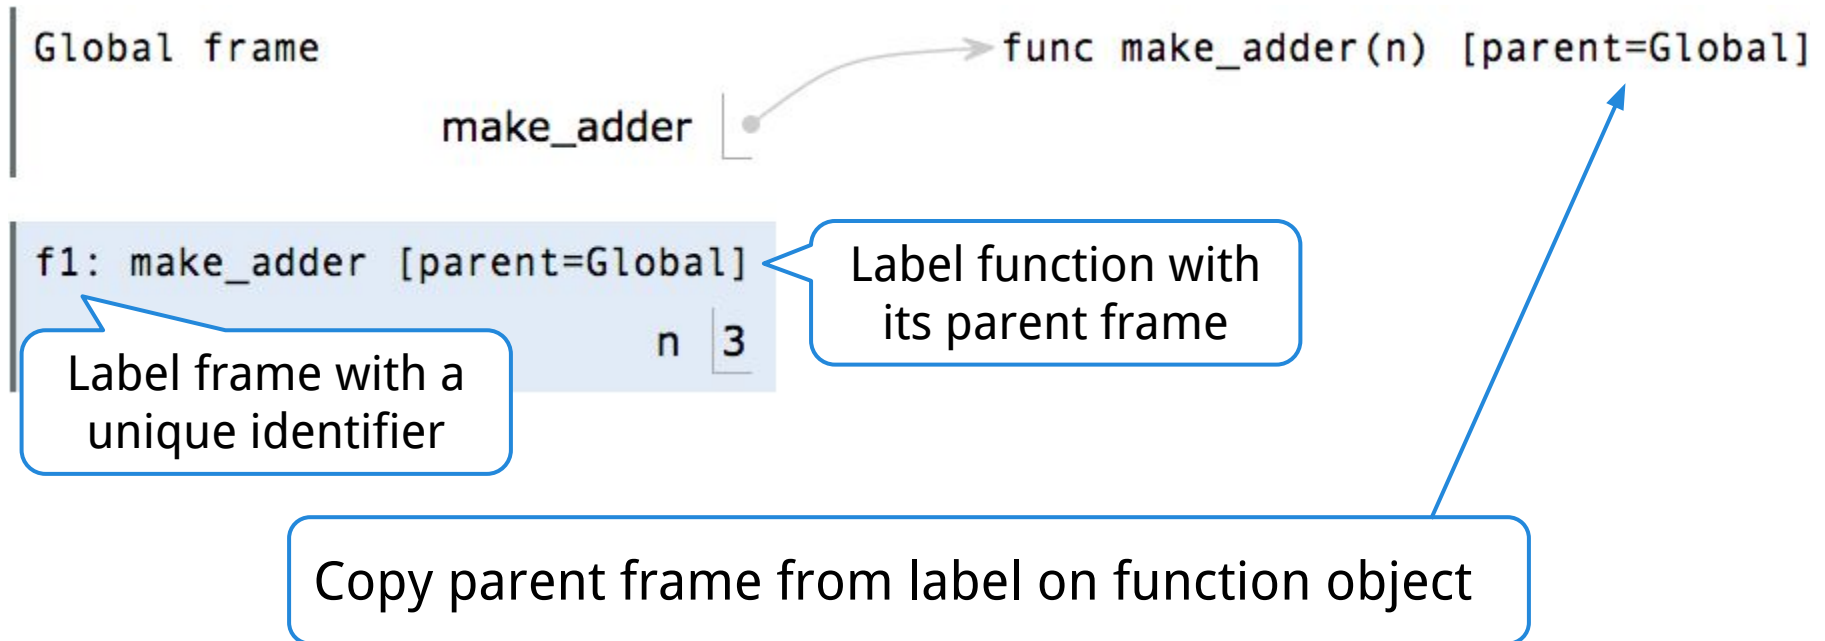 Global frame
func make_adder(n) [parent=Global]
make_adder
f1: make_adder [parent=Global]
Label function with
its parent frame
n 3
Label frame with a
unique identifier
Copy parent frame from label on function object